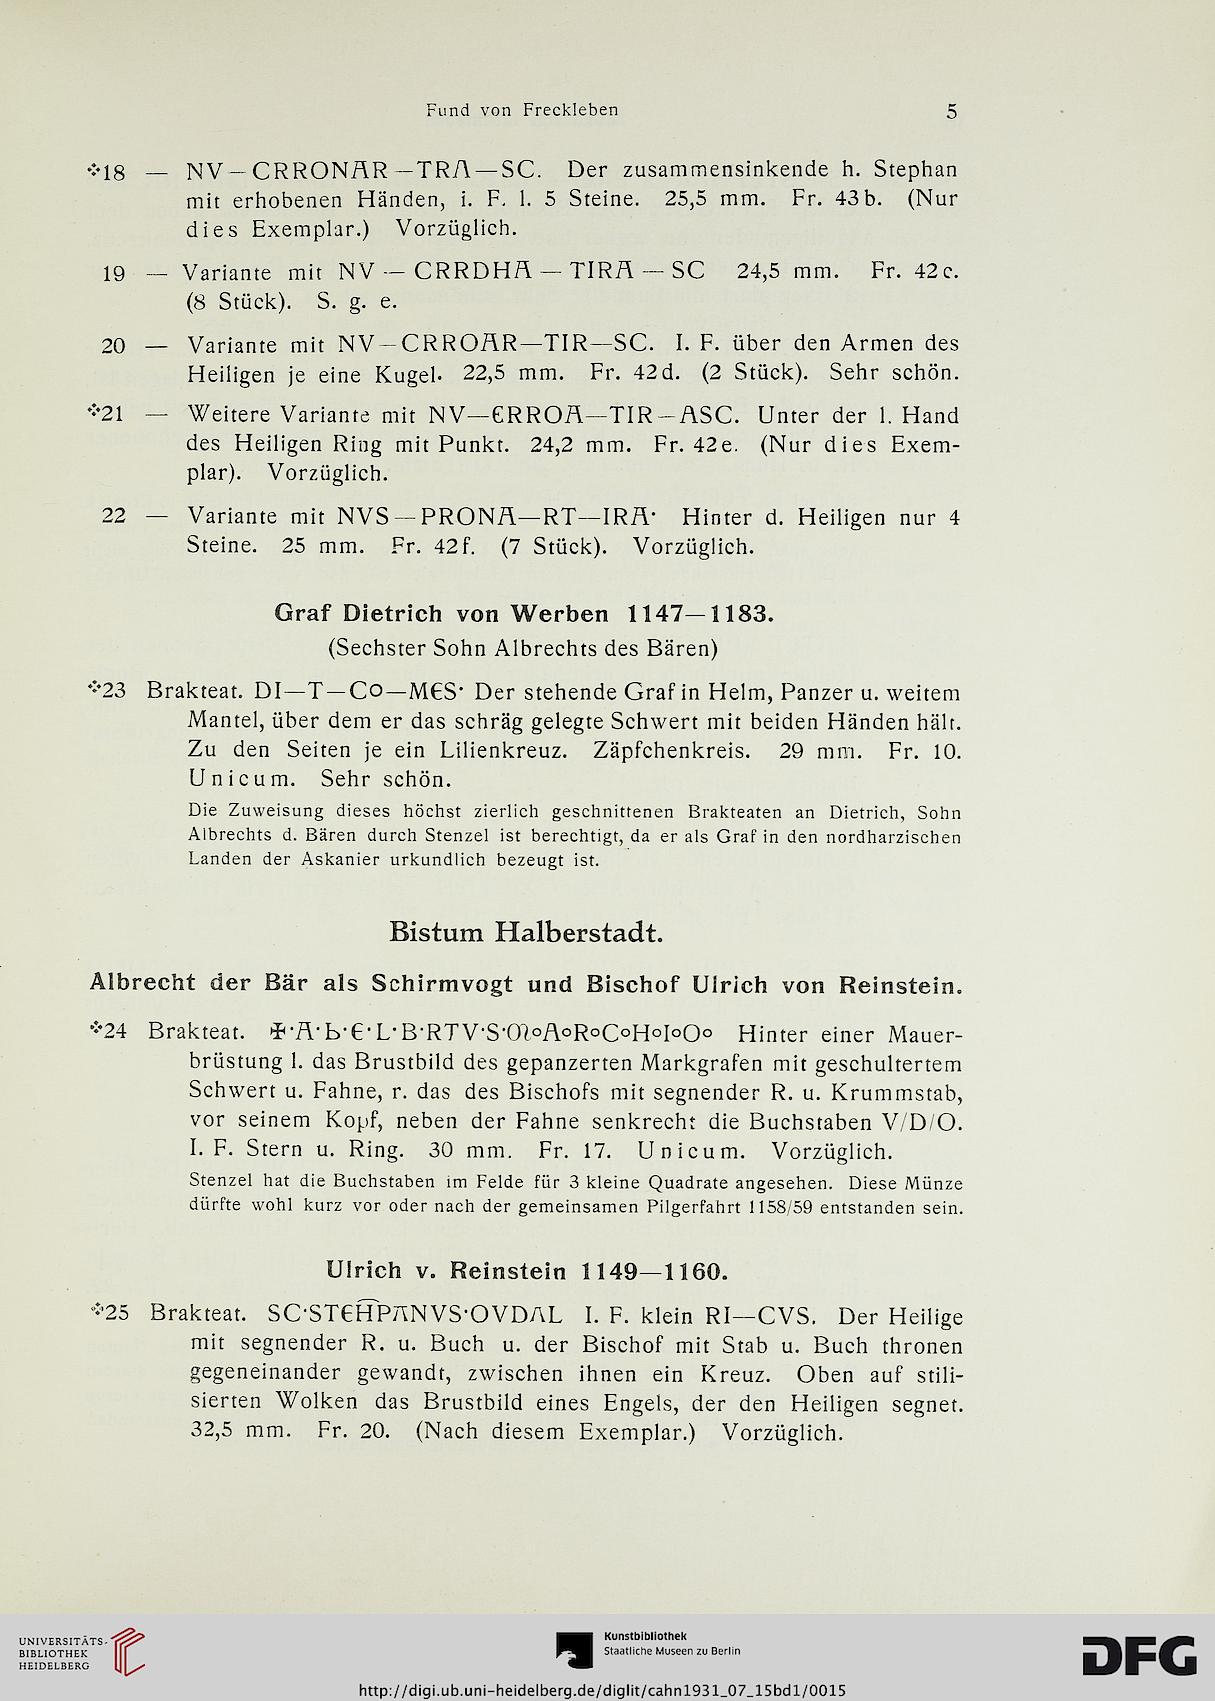 Fund von Freckleben 5
*18 — NV—CRRONAR—TRA—SC. Der zusammensinkende h. Stephan
mit erhobenen Händen, i. F. l. 5 Steine. 25,5 mm. Fr. 43b. (Nur
dies Exemplar.) Vorzüglich.
19 — Variante mit NV—CRRDHA—TIRA—SC 24,5 mm. Fr. 42c.
(8 Stück). S. g. e.
20 — Variante mit NV—CRROAR—TIR—SC. I. F. über den Armen des
Heiligen je eine Kugel. 22,5 mm. Fr. 42d. (2 Stück). Sehr schön.
*21 — Weitere Variante mit NV—ЄRROA—TIR—ASC. Unter der l. Hand
des Heiligen Ring mit Punkt. 24,2 mm. Fr. 42e. (Nur dies Exem-
plar). Vorzüglich.
22 — Variante mit NVS—PRONA—RT—IRA· Hinter d. Heiligen nur 4
Steine. 25 mm. Fr. 42f. (7 Stück). Vorzüglich.
Graf Dietrich von Werben 1147—1183.
(Sechster Sohn Albrechts des Bären)
*23 Brakteat. DI—T—CO—MЄS· Der stehende Graf in Helm, Panzer u. weitem
Mantel, über dem er das schräg gelegte Schwert mit beiden Händen hält.
Zu den Seiten je ein Lilienkreuz. Zäpfchenkreis. 29 mm. Fr. 10.
Unicum. Sehr schön.
Die Zuweisung dieses höchst zierlich geschnittenen Brakteaten an Dietrich, Sohn
Albrechts d. Bären durch Stenzel ist berechtigt, da er als Graf in den nordharzischen
Landen der Askanier urkundlich bezeugt ist.
Bistum Halberstadt.
Albrecht der Bär als Schirmvogt und Bischof Ulrich von Reinstein.
*24 Brakteat. ✠·A·Ь·Є·L·B·RTV·S·M°A°R°C°H°I°O° Hinter einer Mauer-
brüstung l. das Brustbild des gepanzerten Markgrafen mit geschultertem
Schwert u. Fahne, r. das des Bischofs mit segnender R. u. Krummstab,
vor seinem Kopf, neben der Fahne senkrecht die Buchstaben V/D/O.
I. F. Stern u. Ring. 30 mm. Fr. 17. Unicum. Vorzüglich.
Stenzel hat die Buchstaben im Felde für 3 kleine Quadrate angesehen. Diese Münze
dürfte wohl kurz vor oder nach der gemeinsamen Pilgerfahrt 1158/59 entstanden sein.
Ulrich v. Reinstein 1149—1160.
*25 Brakteat. SC·STЄHPANVS·OVDAL I. F. klein RI—CVS. Der Heilige
mit segnender R. u. Buch u. der Bischof mit Stab u. Buch thronen
gegeneinander gewandt, zwischen ihnen ein Kreuz. Oben auf stili-
sierten Wolken das Brustbild eines Engels, der den Heiligen segnet.
32,5 mm. Fr. 20. (Nach diesem Exemplar.) Vorzüglich.
UNIVERSITÄTS-
BIBLIOTHEK
HEIDELBERG
Kunstbibliothek
Staatliche Museen zu Berlin
DFG
http://digi.ub.uni-heidelberg.de/diglit/cahn1931_07_15bd1/0015